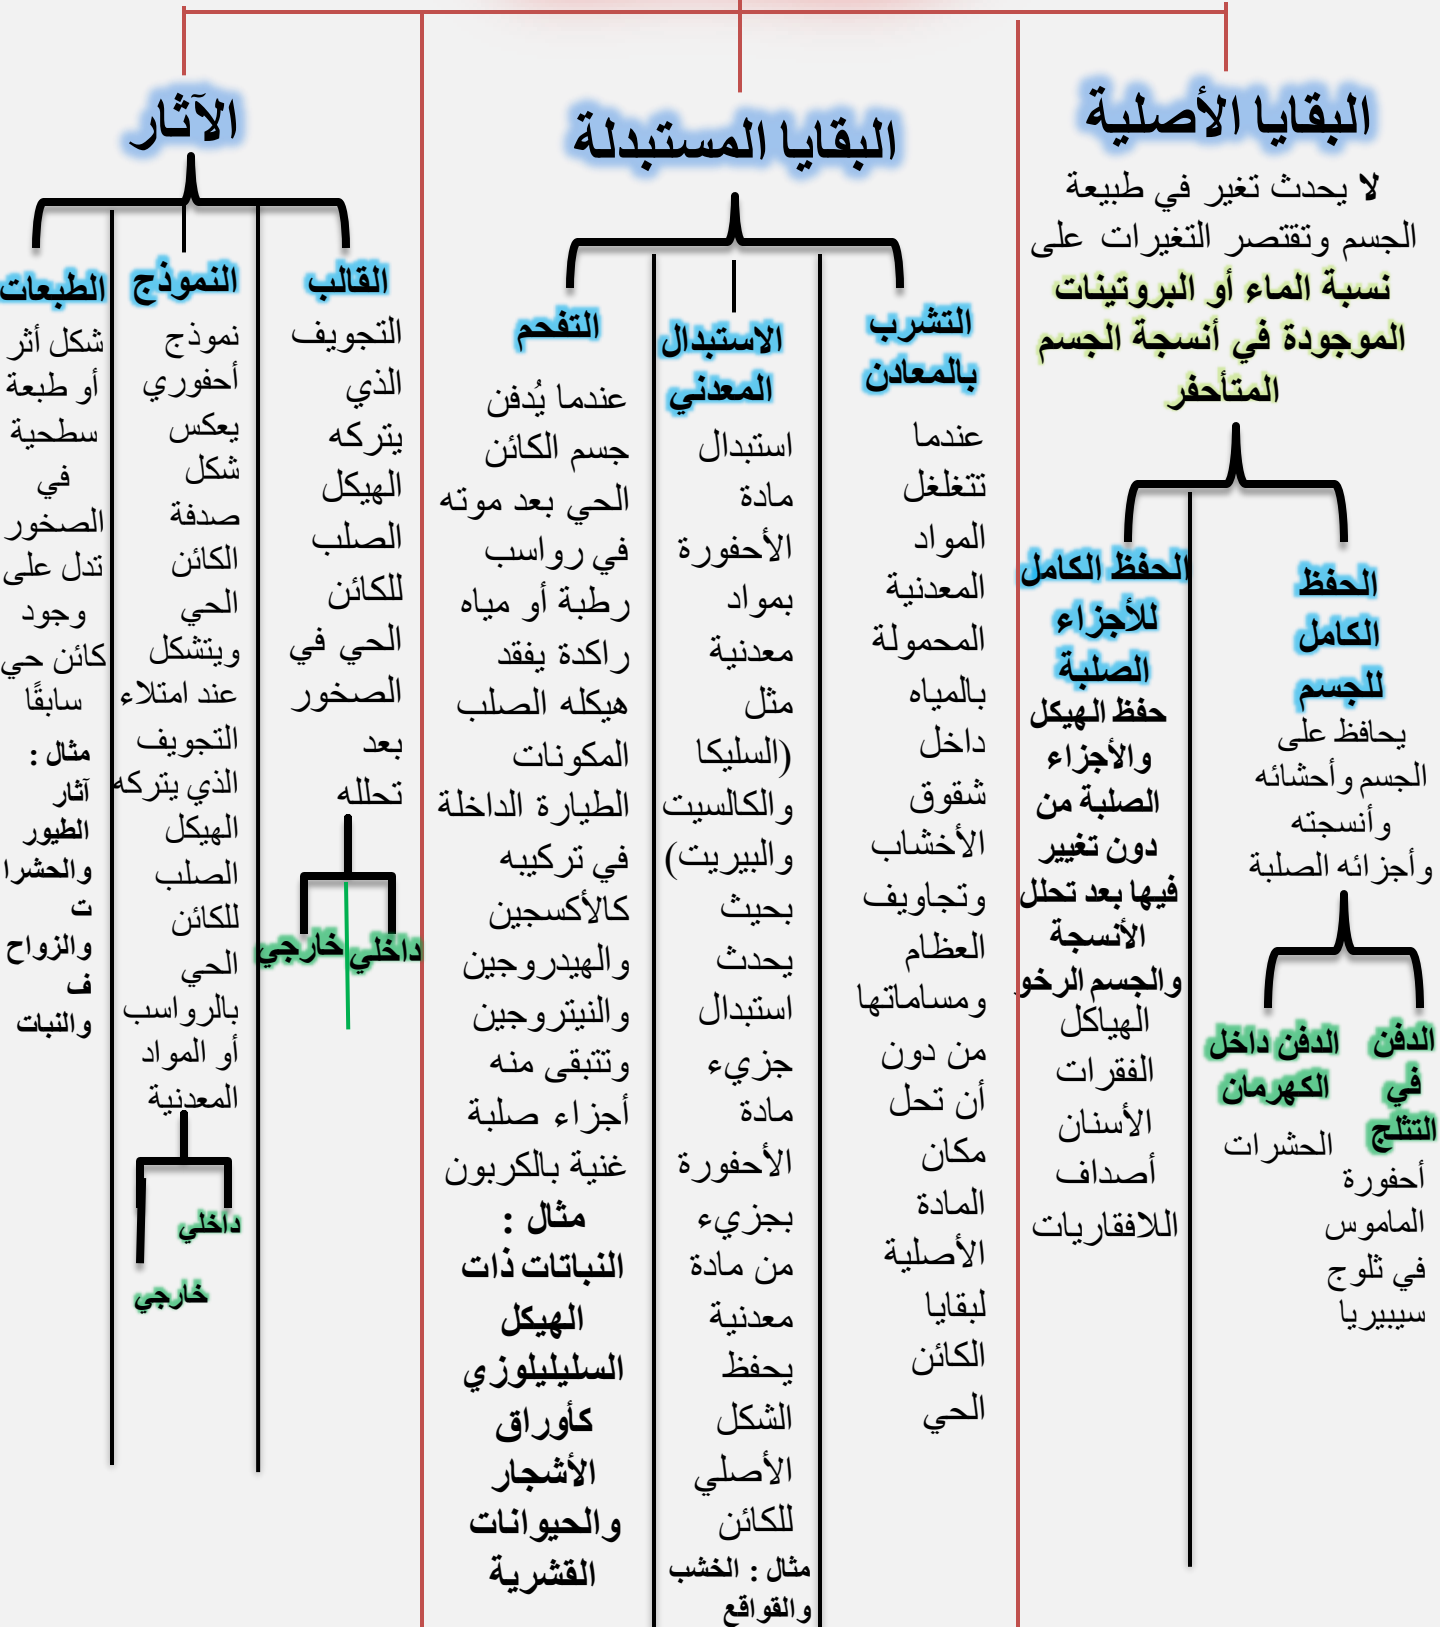 البقايا الأصلية
لا يحدث تغير في طبيعة
الجسم وتقتصر التغيرات على
نسبة الماء أو البروتينات
الموجودة في أنسجة الجسم
المتأحفر
الحفظ
الكامل
للجسم
يحافظ على
الجسم وأحشائه
وأنسجته
وأجزائه الصلبة
الدفن
في
التثلج
أحفورة
الماموس
في ثلوج
سيبيريا
الدفن داخل
الكهرمان
الحشرات
الحفظ الكامل
للأجزاء
الصلبة
حفظ الهيكل
والأجزاء
الصلبة من
دون تغيير
فيها بعد تحلل
الأنسجة
والجسم الرخو
الهياكل
الفقرات
الأسنان
أصداف
اللافقاريات
البقايا المستبدلة
التشرب
بالمعادن
عندما
تتغلغل
المواد
المعدنية
المحمولة
بالمياه
داخل
شقوق
الأخشاب
وتجاويف
العظام
ومساماتها
من دون
أن تحل
مكان
المادة
الأصلية
لبقايا
الكائن
الحي
الاستبدال
المعدني
استبدال
مادة
الأحفورة
بمواد
معدنية
مثل
(السليكا
والكالسيت
والبيريت)
بحيث
يحدث
استبدال
جزيء
مادة
الأحفورة
بجزيء
من مادة
معدنية
يحفظ
الشكل
الأصلي
للكائن
مثال : الخشب
والقواقع
التفحم
عندما يُدفن
جسم الكائن
الحي بعد موته
في رواسب
رطبة أو مياه
راكدة يفقد
هيكله الصلب
المكونات
الطيارة الداخلة
في تركيبه
كالأكسجين
والهيدروجين
والنيتروجين
وتتبقى منه
أجزاء صلبة
غنية بالكربون
مثال :
النباتات ذات
الهيكل
السليليلوزي
كأوراق
الأشجار
والحيوانات
القشرية
الآثار
القالب
التجويف
الذي
يتركه
الهيكل
الصلب
للكائن
الحي في
الصخور
بعد
تحلله
داخلي
خارجي
النموذج
نموذج
أحفوري
يعكس
شكل
صدفة
الكائن
الحي
ويتشكل
عند امتلاء
التجويف
الذي يتركه
الهيكل
الصلب
للكائن
الحي
بالرواسب
أو المواد
المعدنية
داخلي
خارجي
الطبعات
شكل أثر
أو طبعة
سطحية
في
الصخور
تدل على
وجود
كائن حي
سابقًا
مثال :
آثار
الطيور
والحشرا
ت
والزواح
ف
والنبات